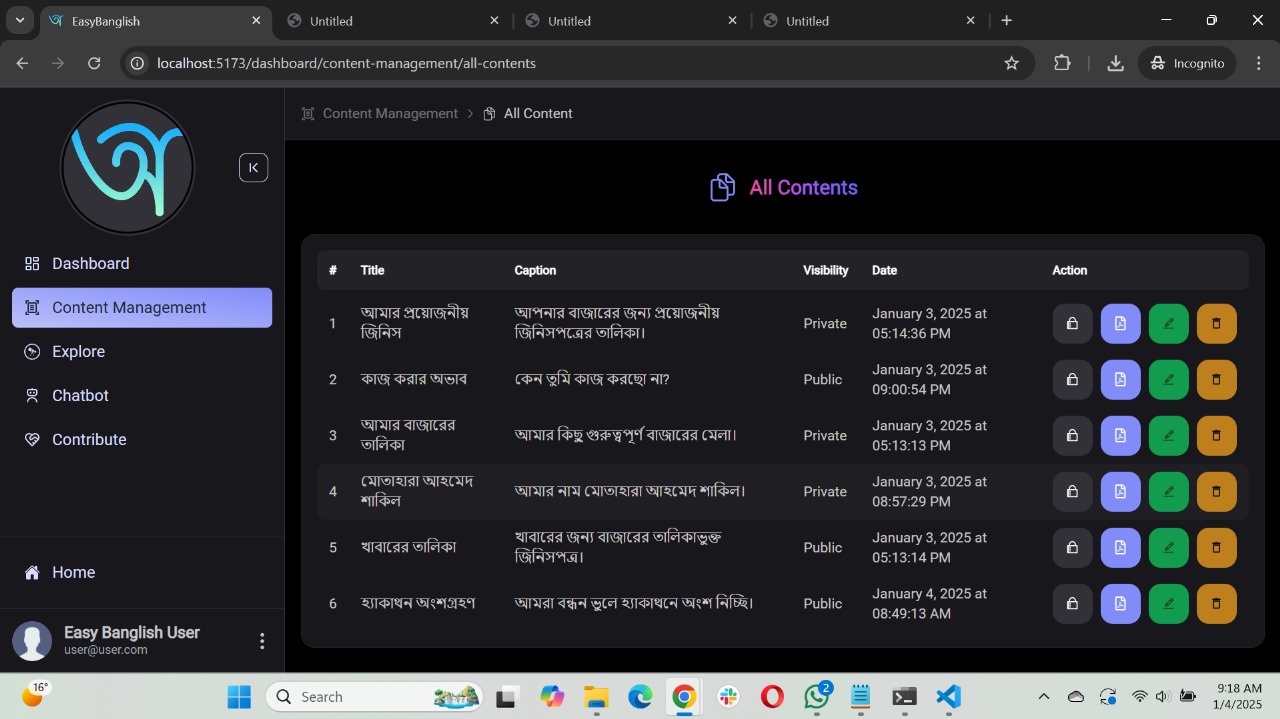 EasyBanglish
Untitled
Untitled
Untitled
localhost:5173/dashboard/content-management/all-contents
Incognito
অ
Content Management > All Content
Dashboard
Content Management
Explore
Chatbot
Contribute
Home
Easy Banglish User
user@user.com
All Contents
# Title Caption Visibility Date Action
1 আমার প্রয়োজনীয় আপনার বাজারের জন্য প্রয়োজনীয় Private January 3, 2025 at
জিনিস জিনিসপত্রের তালিকা। 05:14:36 PM
2 কাজ করার অভাব কেন তুমি কাজ করছো না? Public January 3, 2025 at
09:00:54 PM
3 আমার বাজারের আমার কিছু গুরুত্বপূর্ণ বাজারের মেলা। Private January 3, 2025 at
তালিকা 05:13:13 PM
4 মোতাহারা আহমেদ আমার নাম মোতাহারা আহমেদ শাকিল। Private January 3, 2025 at
শাকিল 08:57:29 PM
5 খাবারের তালিকা খাবারের জন্য বাজারের তালিকাভুক্ত Public January 3, 2025 at
জিনিসপত্র। 05:13:14 PM
6 হ্যাকাথন অংশগ্রহণ আমরা বন্ধন ভুলে হ্যাকাথনে অংশ নিচ্ছি। Public January 4, 2025 at
08:49:13 AM
16°
Search
2
9:18 AM
1/4/2025